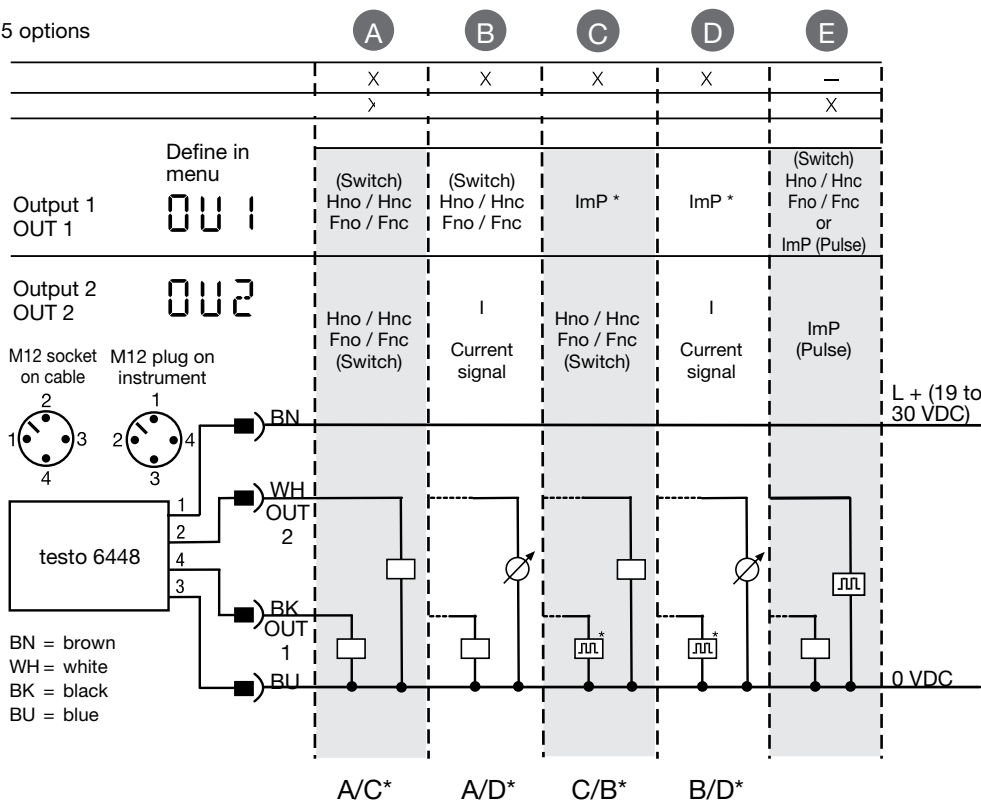 5 options
A B C D E
X X X X –
X X
Define in
menu
Output 1
OUT 1
OU1
(Switch)
Hno / Hnc
Fno / Fnc
(Switch)
Hno / Hnc
Fno / Fnc
ImP *
ImP *
(Switch)
Hno / Hnc
Fno / Fnc
or
ImP (Pulse)
Output 2
OUT 2
OU2
Hno / Hnc
Fno / Fnc
(Switch)
I
Current
signal
Hno / Hnc
Fno / Fnc
(Switch)
I
Current
signal
ImP
(Pulse)
M12 socket
on cable
2
1 3
4
M12 plug on
instrument
1
2 4
3
L + (19 to
30 VDC)
BN
WH
OUT
2
testo 6448
1
2
4
3
BK
OUT
1
*
*
BU
0 VDC
BN = brown
WH = white
BK = black
BU = blue
A/C* A/D* C/B* B/D*